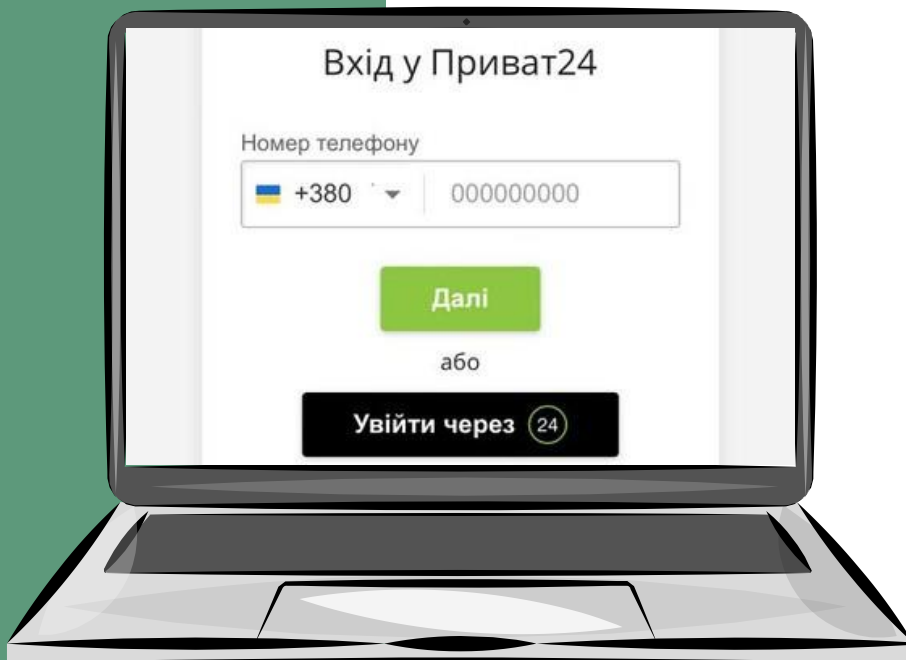 Вхід у Приват24
Номер телефону
+380 000000000
Далі
або
Увійти через 24